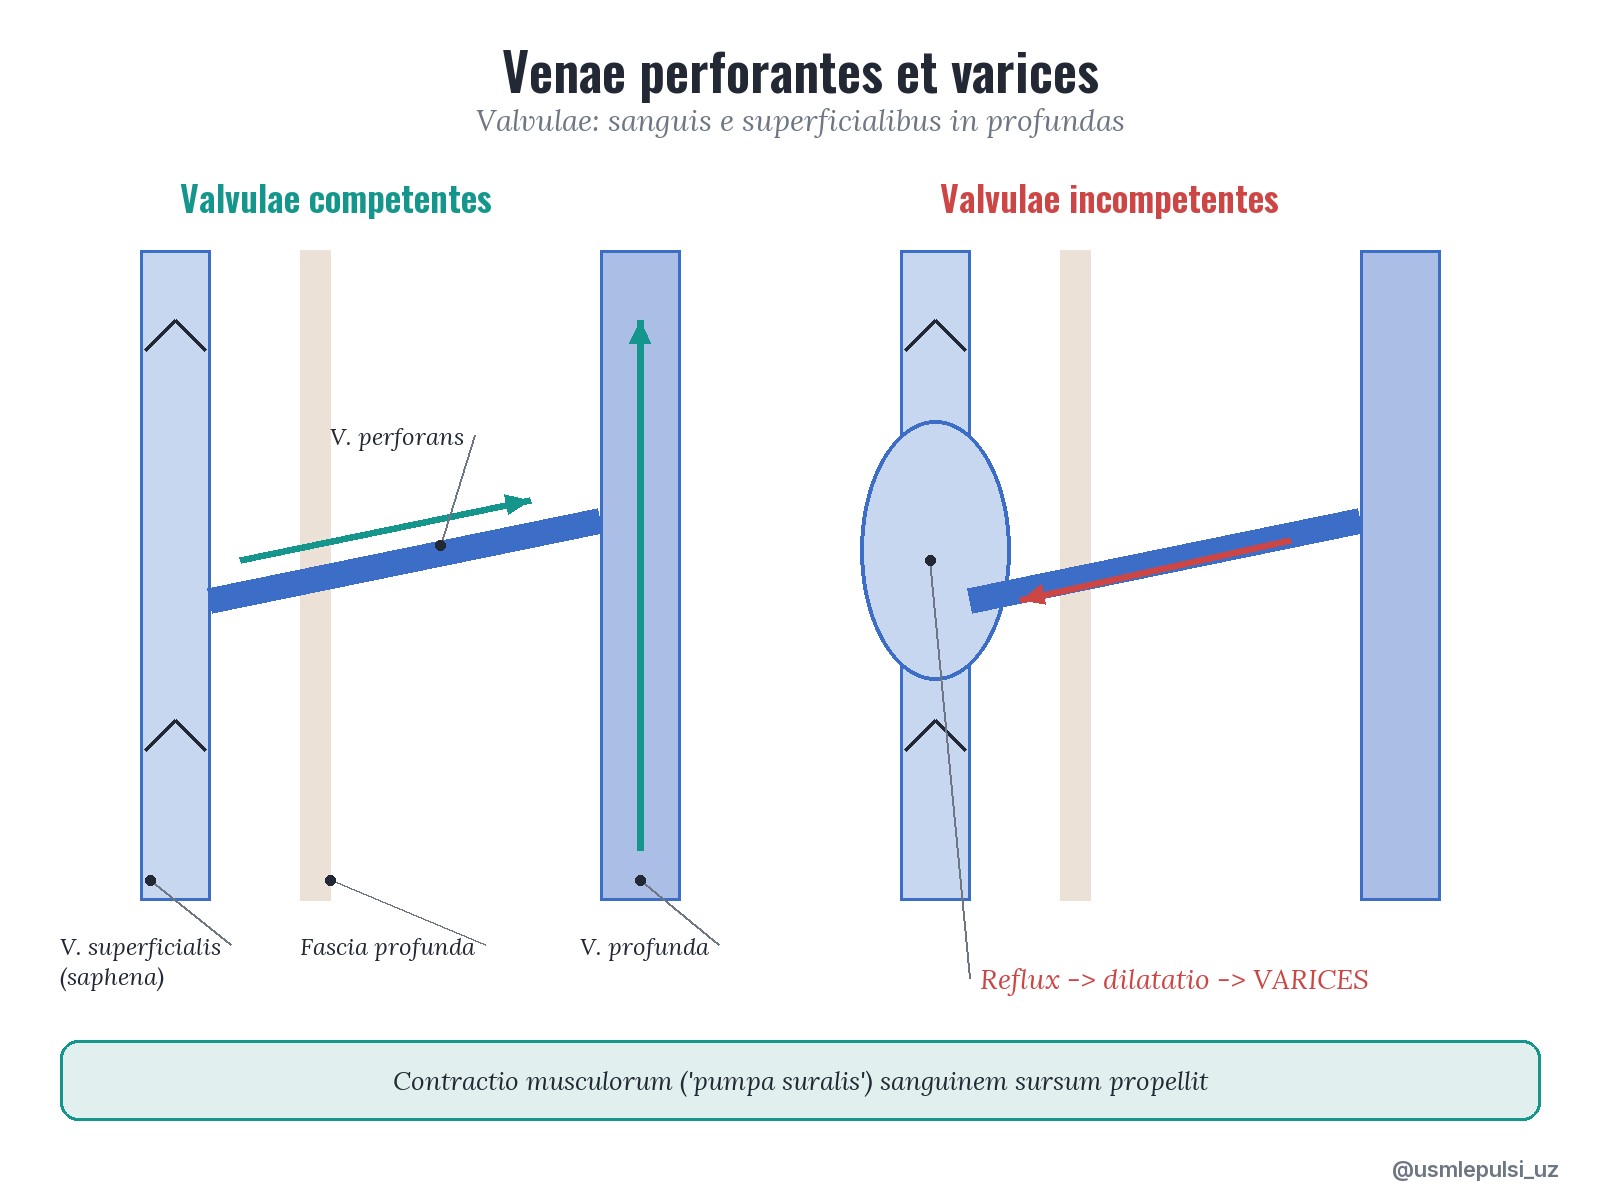 Venae perforantes et varices
Valvulae: sanguis e superficialibus in profundas
Valvulae competentes
Valvulae incompetentes
V. perforans
V. superficialis
(saphena)
Fascia profunda
V. profunda
Reflux -> dilatatio -> VARICES
Contractio musculorum ('pumpa suralis') sanguinem sursum propellit
@usmlepulsi_uz